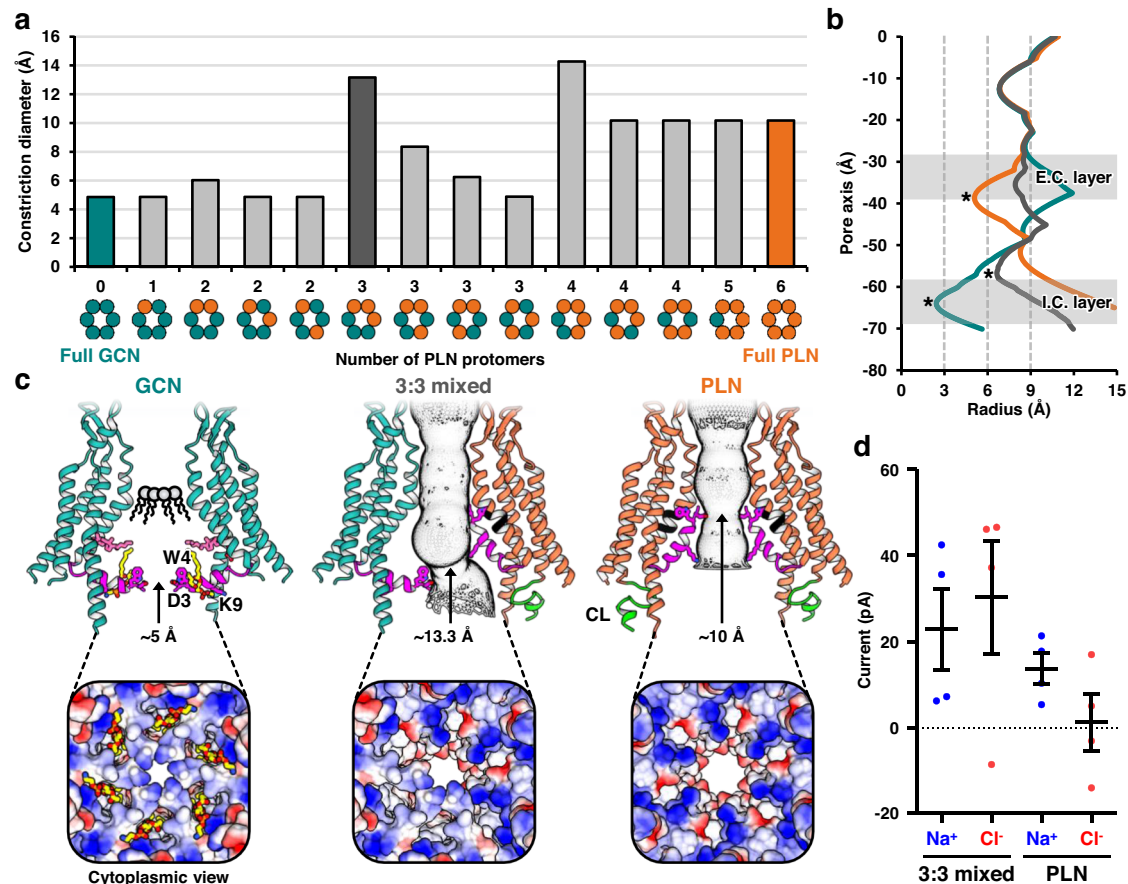 a
Constriction diameter (Å)
16
14
12
10
8
6
4
2
0
0 1 2 2 2 3 3 3 3 4 4 4 5 6
Full GCN
Number of PLN protomers
Full PLN
b
Pore axis (Å)
0
-10
-20
-30
-40
-50
-60
-70
-80
E.C. layer
I.C. layer
*
*
*
0 3 6 9 12 15
Radius (Å)
c
GCN
3:3 mixed
PLN
W4
D3
K9
CL
~5 Å
~13.3 Å
~10 Å
Cytoplasmic view
d
Current (pA)
60
40
20
0
-20
Na⁺ Cl⁻ Na⁺ Cl⁻
3:3 mixed PLN